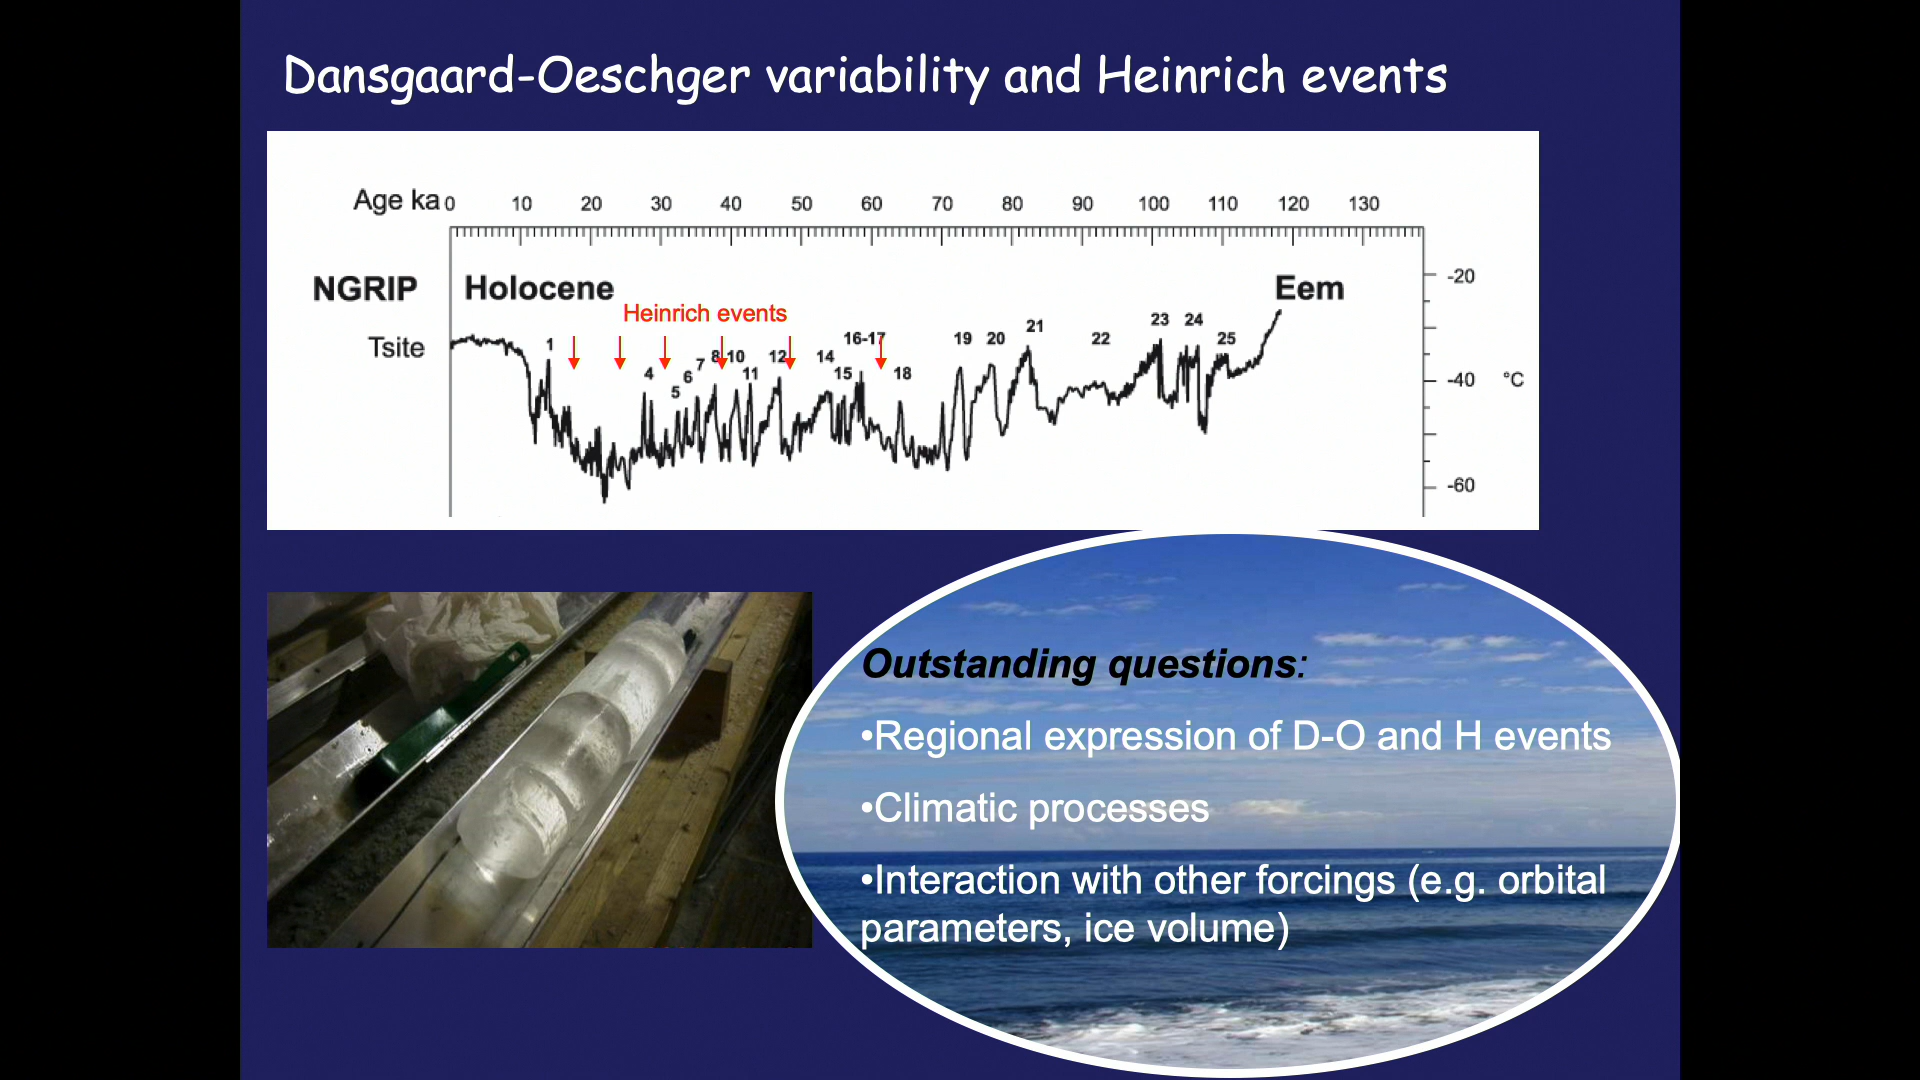 Dansgaard-Oeschger variability and Heinrich events
Age ka 0 10 20 30 40 50 60 70 80 90 100 110 120 130
NGRIP Holocene Eem
Heinrich events
Tsite
1 4 5 6 7 8 10 11 12 14 15 16-17 18 19 20 21 22 23 24 25
-20
-40 °C
-60
Outstanding questions:
•Regional expression of D-O and H events
•Climatic processes
•Interaction with other forcings (e.g. orbital
parameters, ice volume)